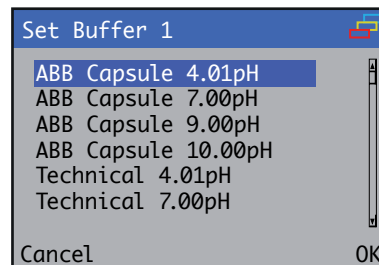 Set Buffer 1
ABB Capsule 4.01pH
ABB Capsule 7.00pH
ABB Capsule 9.00pH
ABB Capsule 10.00pH
Technical 4.01pH
Technical 7.00pH
Cancel OK